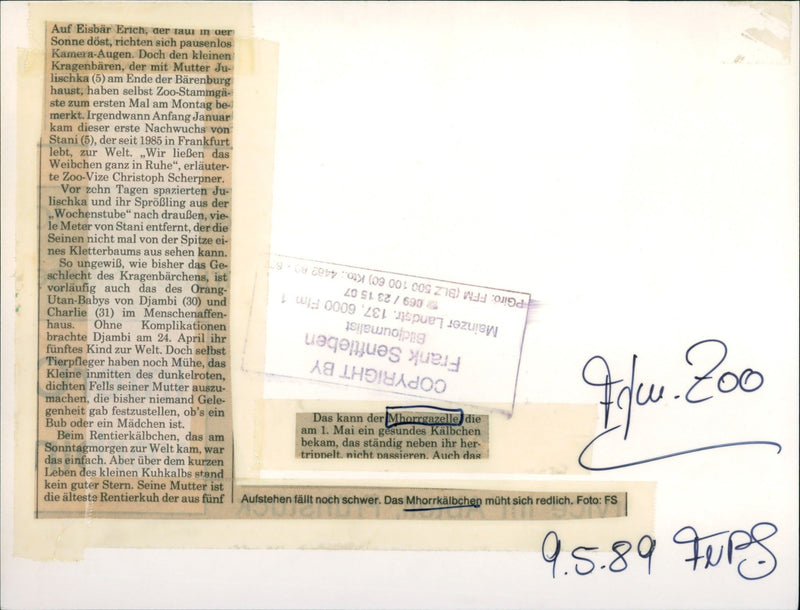 Auf Eisbär Erich, der faul in der
Sonne döst, richten sich pausenlos
Kamera-Augen. Doch den kleinen
Kragenbären, der mit Mutter Ju-
lischka (5) am Ende der Bärenburg
haust, haben selbst Zoo-Stammgä-
ste zum ersten Mal am Montag be-
merkt. Irgendwann Anfang Januar
kam dieser erste Nachwuchs von
Stani (5), der seit 1985 in Frankfurt
lebt, zur Welt. „Wir ließen das
Weibchen ganz in Ruhe“, erläuter-
te Zoo-Vize Christoph Scherpner.
Vor zehn Tagen spazierten Ju-
lischka und ihr Sprößling aus der
„Wochenstube“ nach draußen, vie-
le Meter von Stani entfernt, der die
Seinen nicht mal von der Spitze ei-
nes Kletterbaums aus sehen kann.
So ungewiß, wie bisher das Ge-
schlecht des Kragenbärchens, ist
vorläufig auch das des Orang-
Utan-Babys von Djambi (30) und
Charlie (31) im Menschenaffen-
haus. Ohne Komplikationen
brachte Djambi am 24. April ihr
fünftes Kind zur Welt. Doch selbst
Tierpfleger haben noch Mühe, das
Kleine inmitten des dunkelroten,
dichten Fells seiner Mutter auszu-
machen, die bisher niemand Gele-
genheit gab festzustellen, ob's ein
Bub oder ein Mädchen ist.
Beim Rentierkälbchen, das am
Sonntagmorgen zur Welt kam, war
das einfach. Aber über dem kurzen
Leben des kleinen Kuhkalbs stand
kein guter Stern. Seine Mutter ist
die älteste Rentierkuh der aus fünf
COPYRIGHT BY
Frank Senftleben
Bildjournalist
Mainzer Landstr. 137, 6000 Ffm 1
☎ 069 / 23 15 07
PGiro: FFM (BLZ 500 100 60) Kto.: 4462 80 - 6
Das kann der Mhorrgazelle, die
am 1. Mai ein gesundes Kälbchen
bekam, das ständig neben ihr her-
trippelt, nicht passieren. Auch das
Aufstehen fällt noch schwer. Das Mhorrkälbchen müht sich redlich. Foto: FS
Ffm. Zoo
9.5.89 FNP